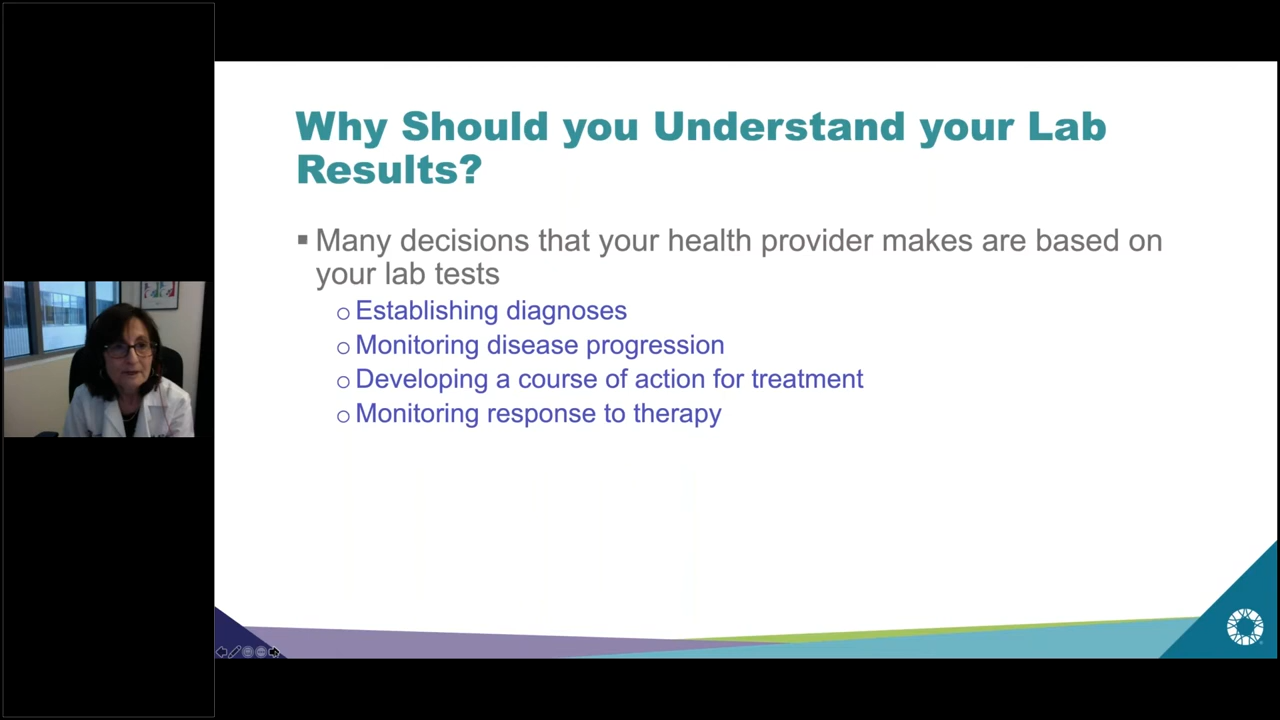 Why Should you Understand your Lab
Results?
▪ Many decisions that your health provider makes are based on
your lab tests
o Establishing diagnoses
o Monitoring disease progression
o Developing a course of action for treatment
o Monitoring response to therapy